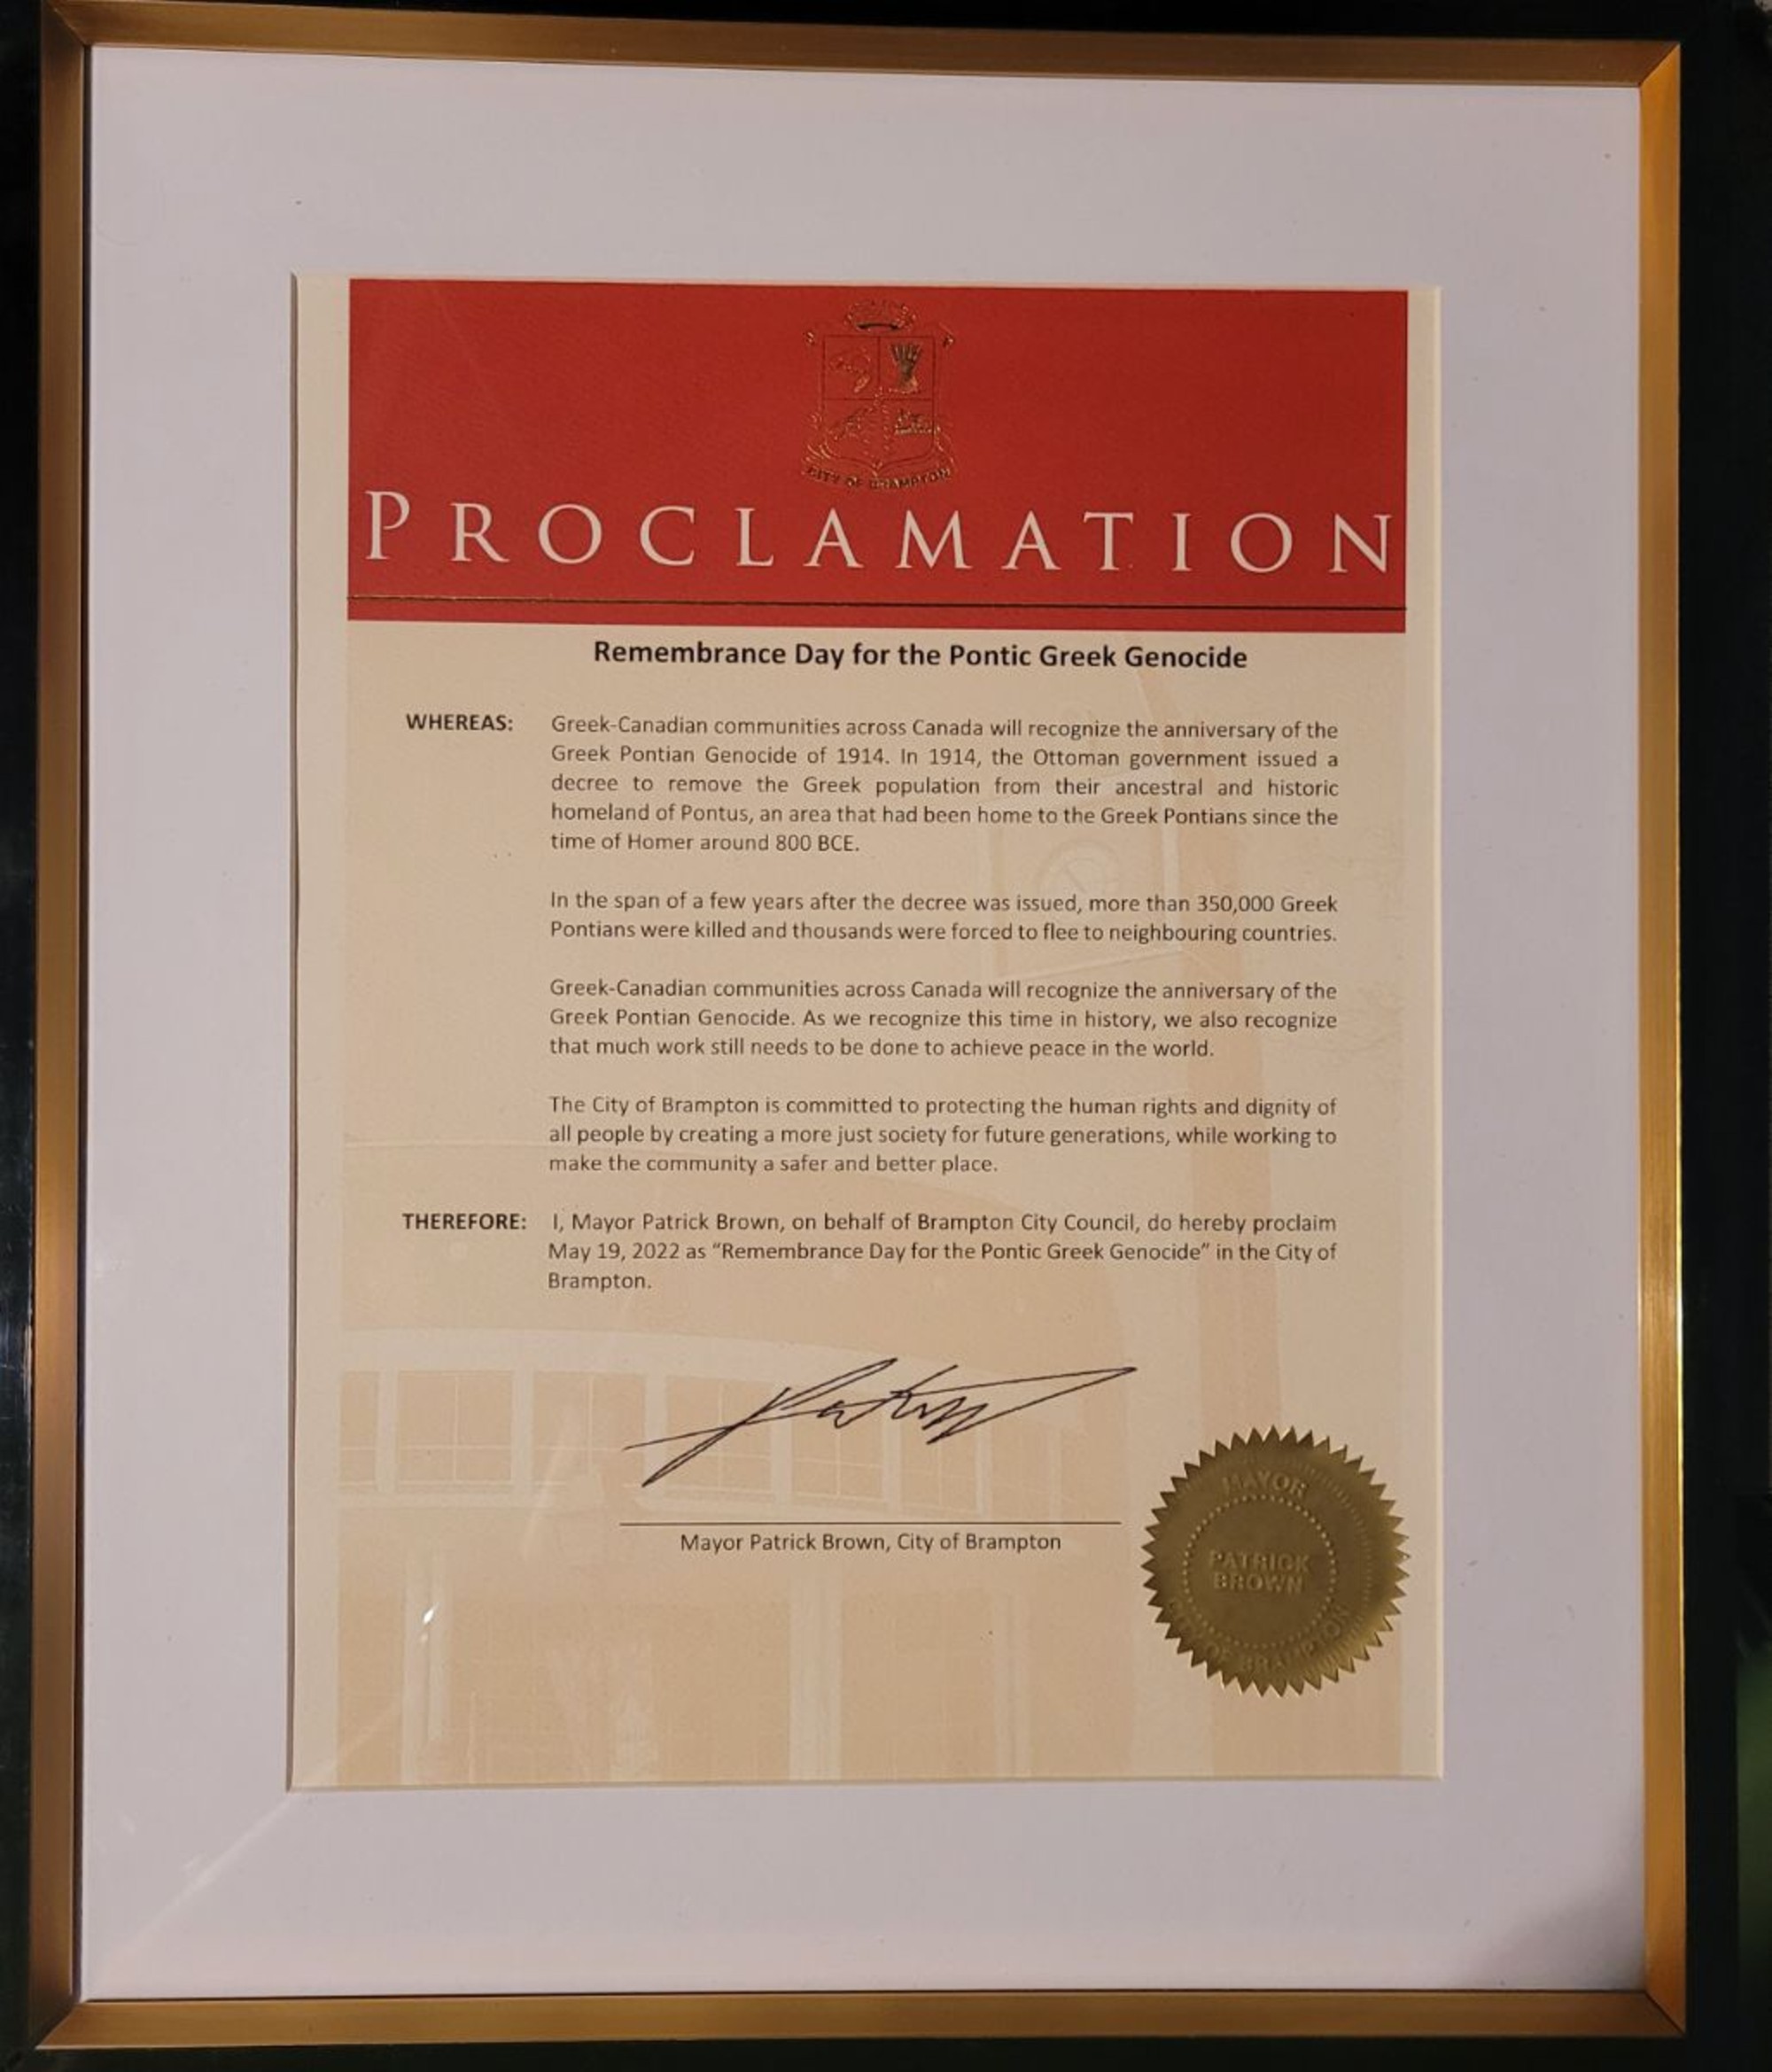 CITY OF BRAMPTON
PROCLAMATION
Remembrance Day for the Pontic Greek Genocide
WHEREAS: Greek-Canadian communities across Canada will recognize the anniversary of the
Greek Pontian Genocide of 1914. In 1914, the Ottoman government issued a
decree to remove the Greek population from their ancestral and historic
homeland of Pontus, an area that had been home to the Greek Pontians since the
time of Homer around 800 BCE.
In the span of a few years after the decree was issued, more than 350,000 Greek
Pontians were killed and thousands were forced to flee to neighbouring countries.
Greek-Canadian communities across Canada will recognize the anniversary of the
Greek Pontian Genocide. As we recognize this time in history, we also recognize
that much work still needs to be done to achieve peace in the world.
The City of Brampton is committed to protecting the human rights and dignity of
all people by creating a more just society for future generations, while working to
make the community a safer and better place.
THEREFORE: I, Mayor Patrick Brown, on behalf of Brampton City Council, do hereby proclaim
May 19, 2022 as “Remembrance Day for the Pontic Greek Genocide” in the City of
Brampton.
Mayor Patrick Brown, City of Brampton
MAYOR
PATRICK
BROWN
CITY OF BRAMPTON